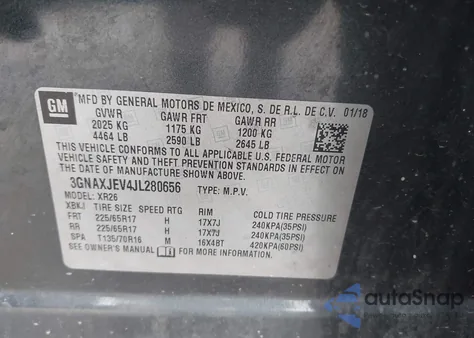 GM
MFD BY GENERAL MOTORS DE MEXICO, S. DE R.L. DE C.V. 01/18
GVWR GAWR FRT GAWR RR
2025 KG 1175 KG 1200 KG
4464 LB 2590 LB 2645 LB
THIS VEHICLE CONFORMS TO ALL APPLICABLE U.S. FEDERAL MOTOR
VEHICLE SAFETY AND THEFT PREVENTION STANDARDS IN EFFECT ON
THE DATE OF MANUFACTURE SHOWN ABOVE.
3GNAXJEV4JL280656 TYPE: M.P.V.
XR26
XBKJ TIRE SIZE SPEED RTG RIM COLD TIRE PRESSURE
FRT 225/65R17 H 17X7J 240KPA(35PSI)
RR 225/65R17 H 17X7J 240KPA(35PSI)
SPA T135/70R16 M 16X4BT 420KPA(60PSI)
SEE OWNER'S MANUAL FOR MORE INFORMATION.
autoSnap